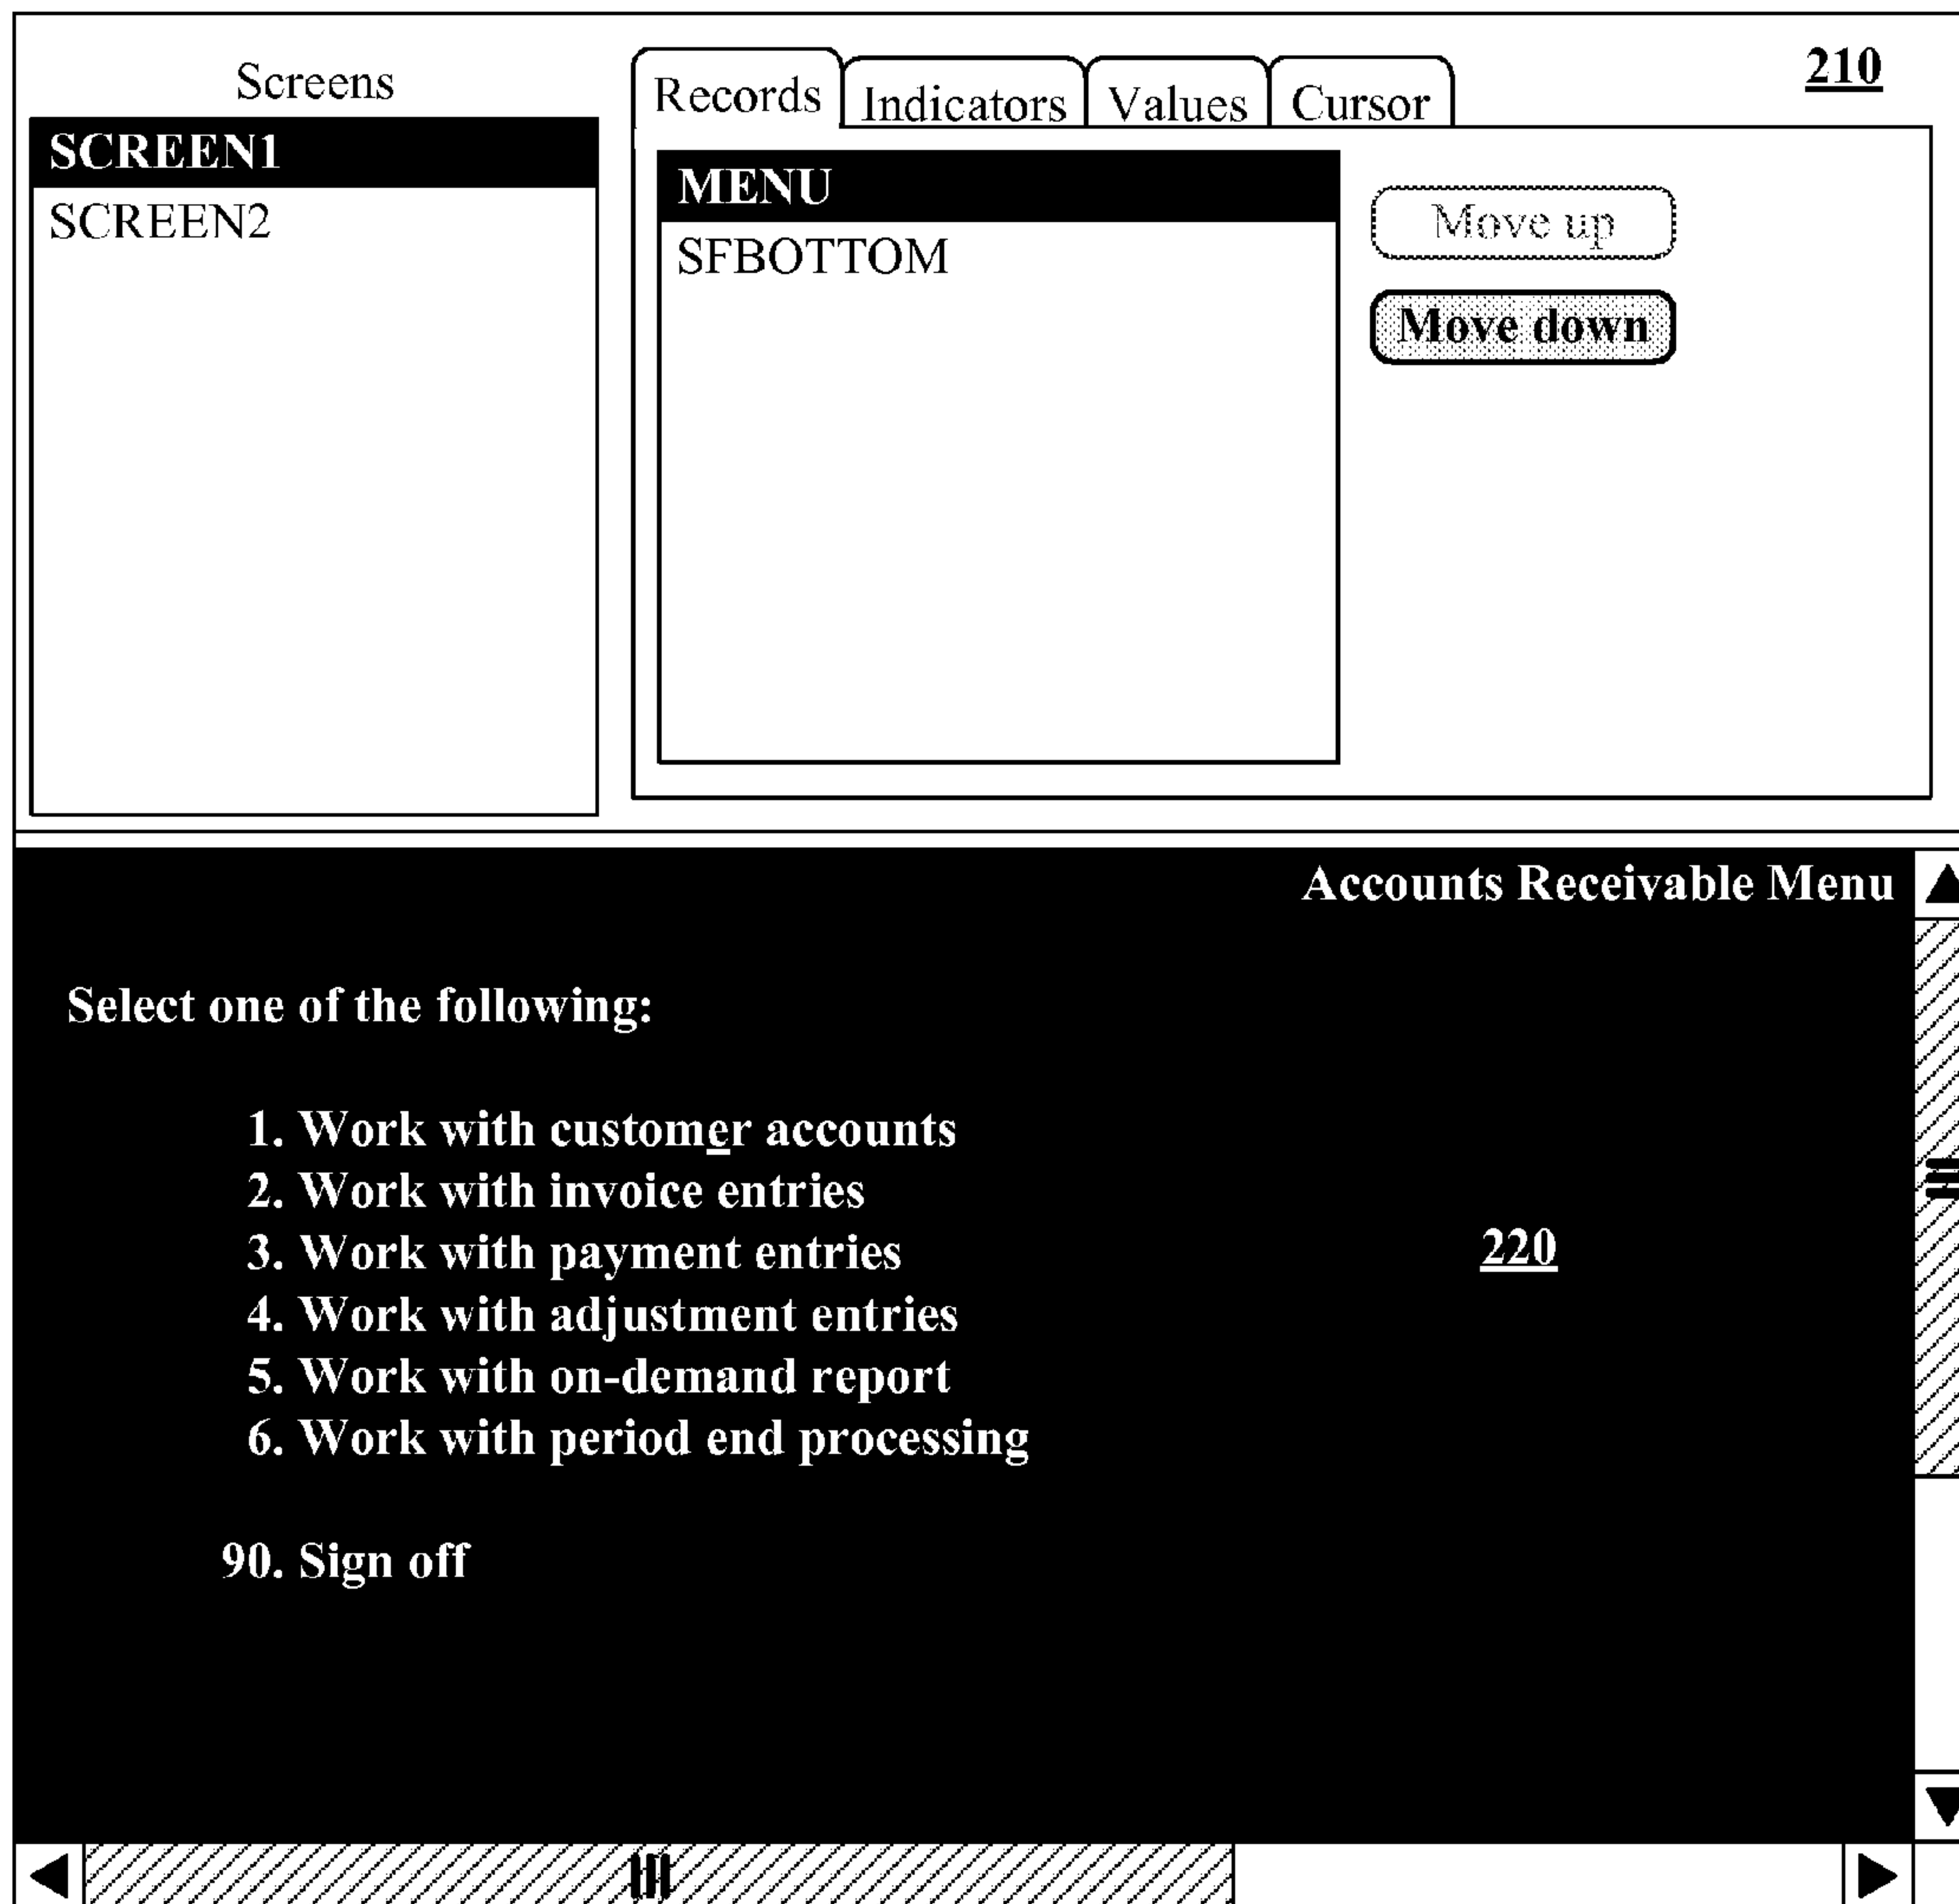 Screens
Records Indicators Values Cursor
210
SCREEN1
SCREEN2
MENU
SFBOTTOM
Move up
Move down
Accounts Receivable Menu
Select one of the following:
1. Work with customer accounts
2. Work with invoice entries
3. Work with payment entries
220
4. Work with adjustment entries
5. Work with on-demand report
6. Work with period end processing
90. Sign off